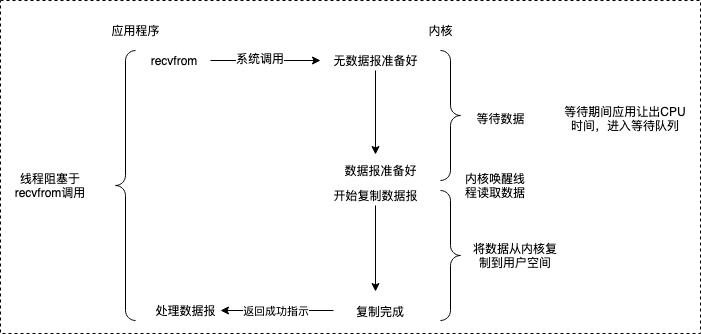 应用程序
内核
recvfrom
系统调用
无数据报准备好
等待数据
等待期间应用让出CPU
时间，进入等待队列
线程阻塞于
recvfrom调用
数据报准备好
开始复制数据报
内核唤醒线
程读取数据
将数据从内核复
制到用户空间
处理数据报
返回成功指示
复制完成